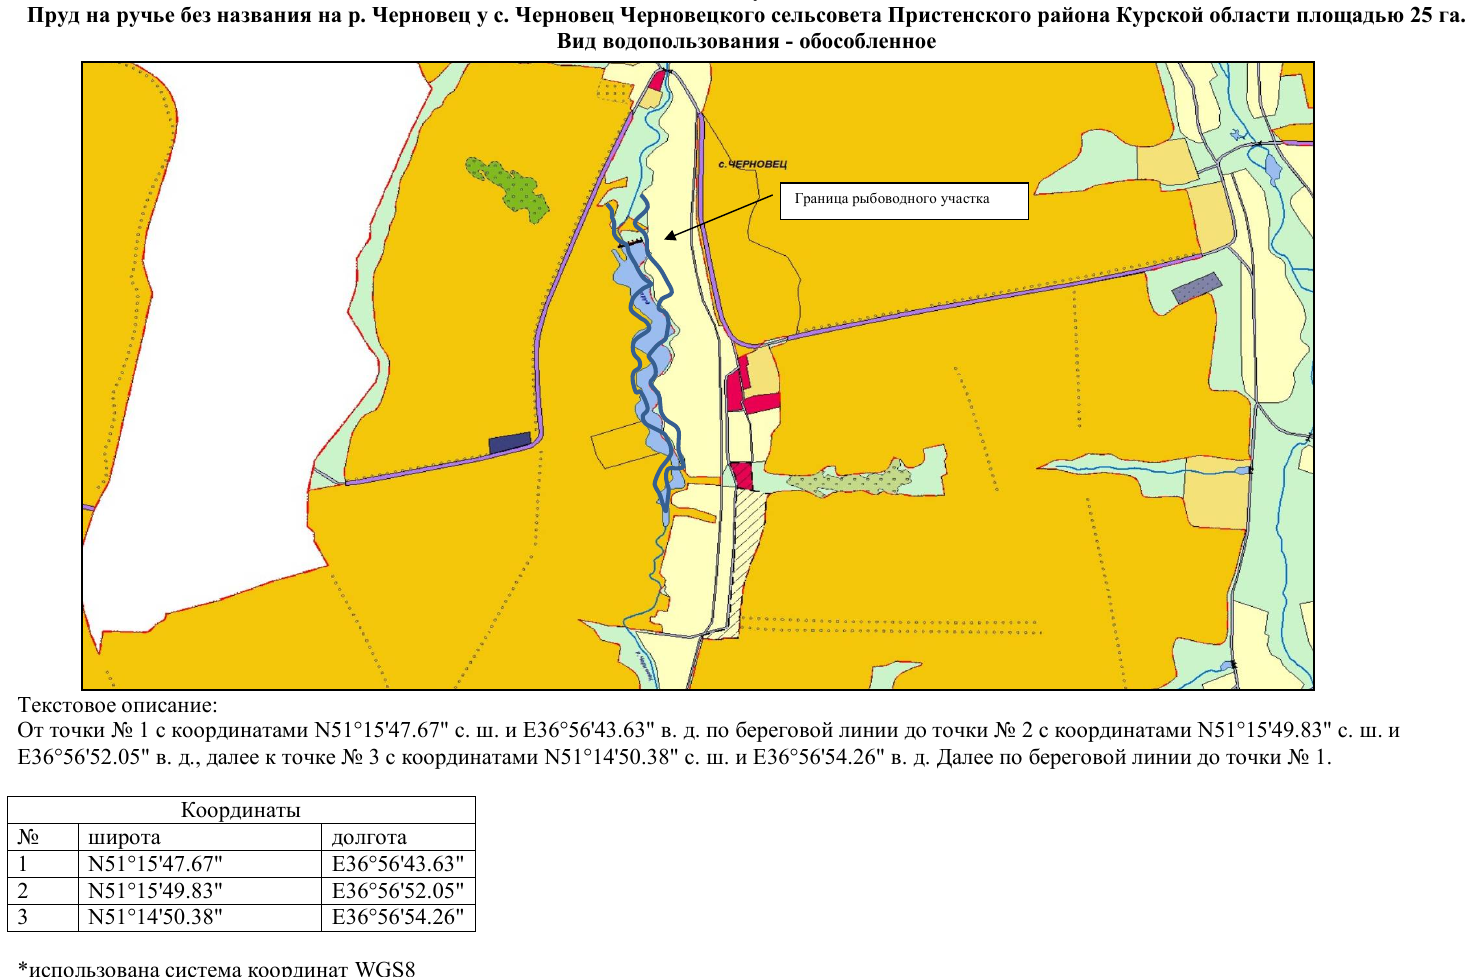 Пруд на ручье без названия на р. Черновец у с. Черновец Черновецкого сельсовета Пристенского района Курской области площадью 25 га.
Вид водопользования - обособленное
с.ЧЕРНОВЕЦ
Граница рыбоводного участка
Текстовое описание:
От точки № 1 с координатами N51°15'47.67" с. ш. и E36°56'43.63" в. д. по береговой линии до точки № 2 с координатами N51°15'49.83" с. ш. и
E36°56'52.05" в. д., далее к точке № 3 с координатами N51°14'50.38" с. ш. и E36°56'54.26" в. д. Далее по береговой линии до точки № 1.
Координаты
№ широта долгота
1 N51°15'47.67" E36°56'43.63"
2 N51°15'49.83" E36°56'52.05"
3 N51°14'50.38" E36°56'54.26"
*использована система координат WGS8